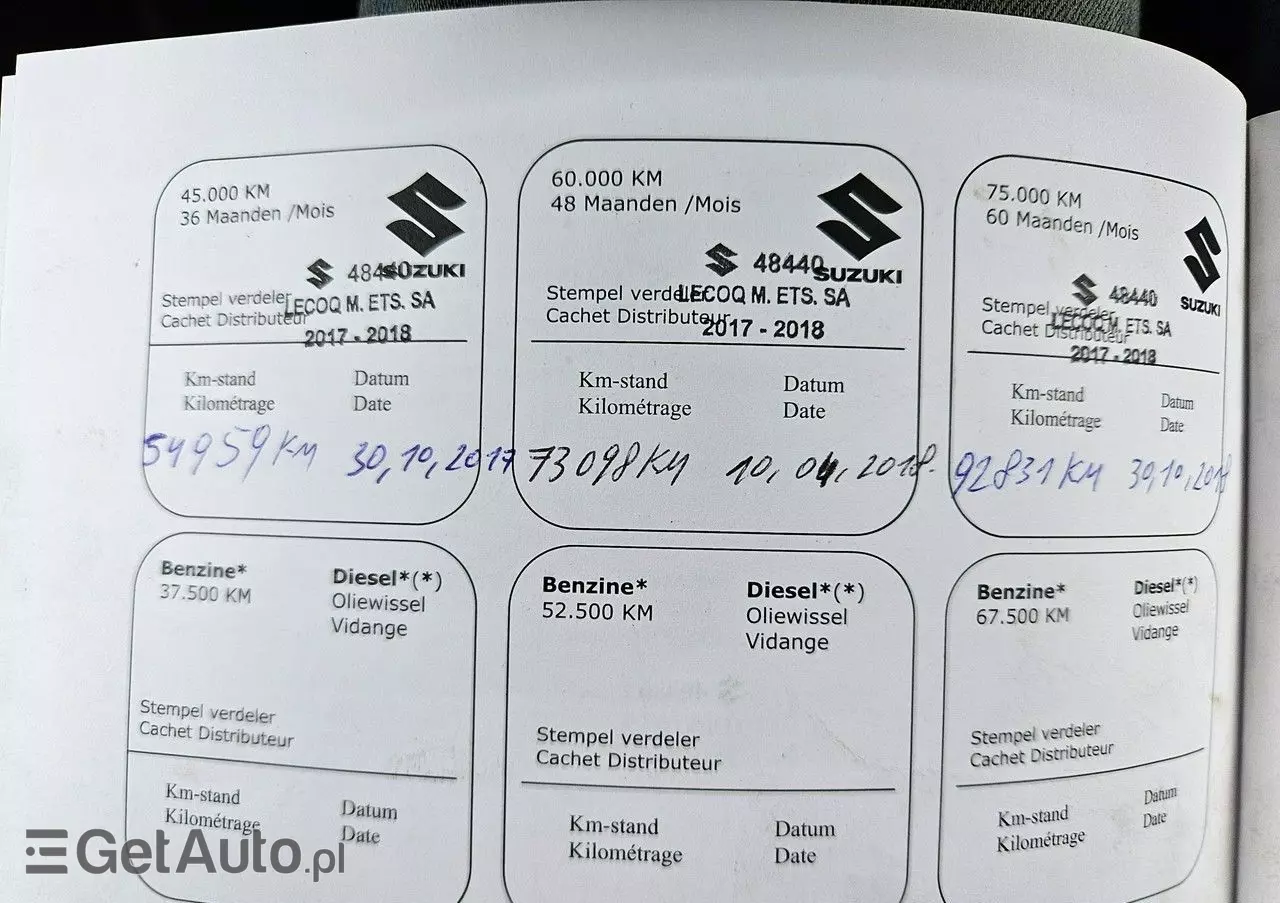 45.000 KM
36 Maanden /Mois
SUZUKI
48440
Stempel verdeler
LECOQ M. ETS. SA
Cachet Distributeur
2017 - 2018
Km-stand Datum
Kilométrage Date
54959 KM 30,10,2017
60.000 KM
48 Maanden /Mois
48440
SUZUKI
Stempel verdeler
LECOQ M. ETS. SA
Cachet Distributeur
2017 - 2018
Km-stand Datum
Kilométrage Date
73098 KM 10, 04, 2018.
75.000 KM
60 Maanden /Mois
48440
SUZUKI
Stempel verdeler
LECOQ M. ETS. SA
Cachet Distributeur
2017 - 2018
Km-stand Datum
Kilométrage Date
92831 KM 30,10,2018
Benzine* Diesel*(*)
37.500 KM Oliewissel
Vidange
Stempel verdeler
Cachet Distributeur
Km-stand Datum
Kilométrage Date
Benzine* Diesel*(*)
52.500 KM Oliewissel
Vidange
Stempel verdeler
Cachet Distributeur
Km-stand Datum
Kilométrage Date
Benzine* Diesel*(*)
67.500 KM Oliewissel
Vidange
Stempel verdeler
Cachet Distributeur
Km-stand Datum
Kilométrage Date
GetAuto.pl